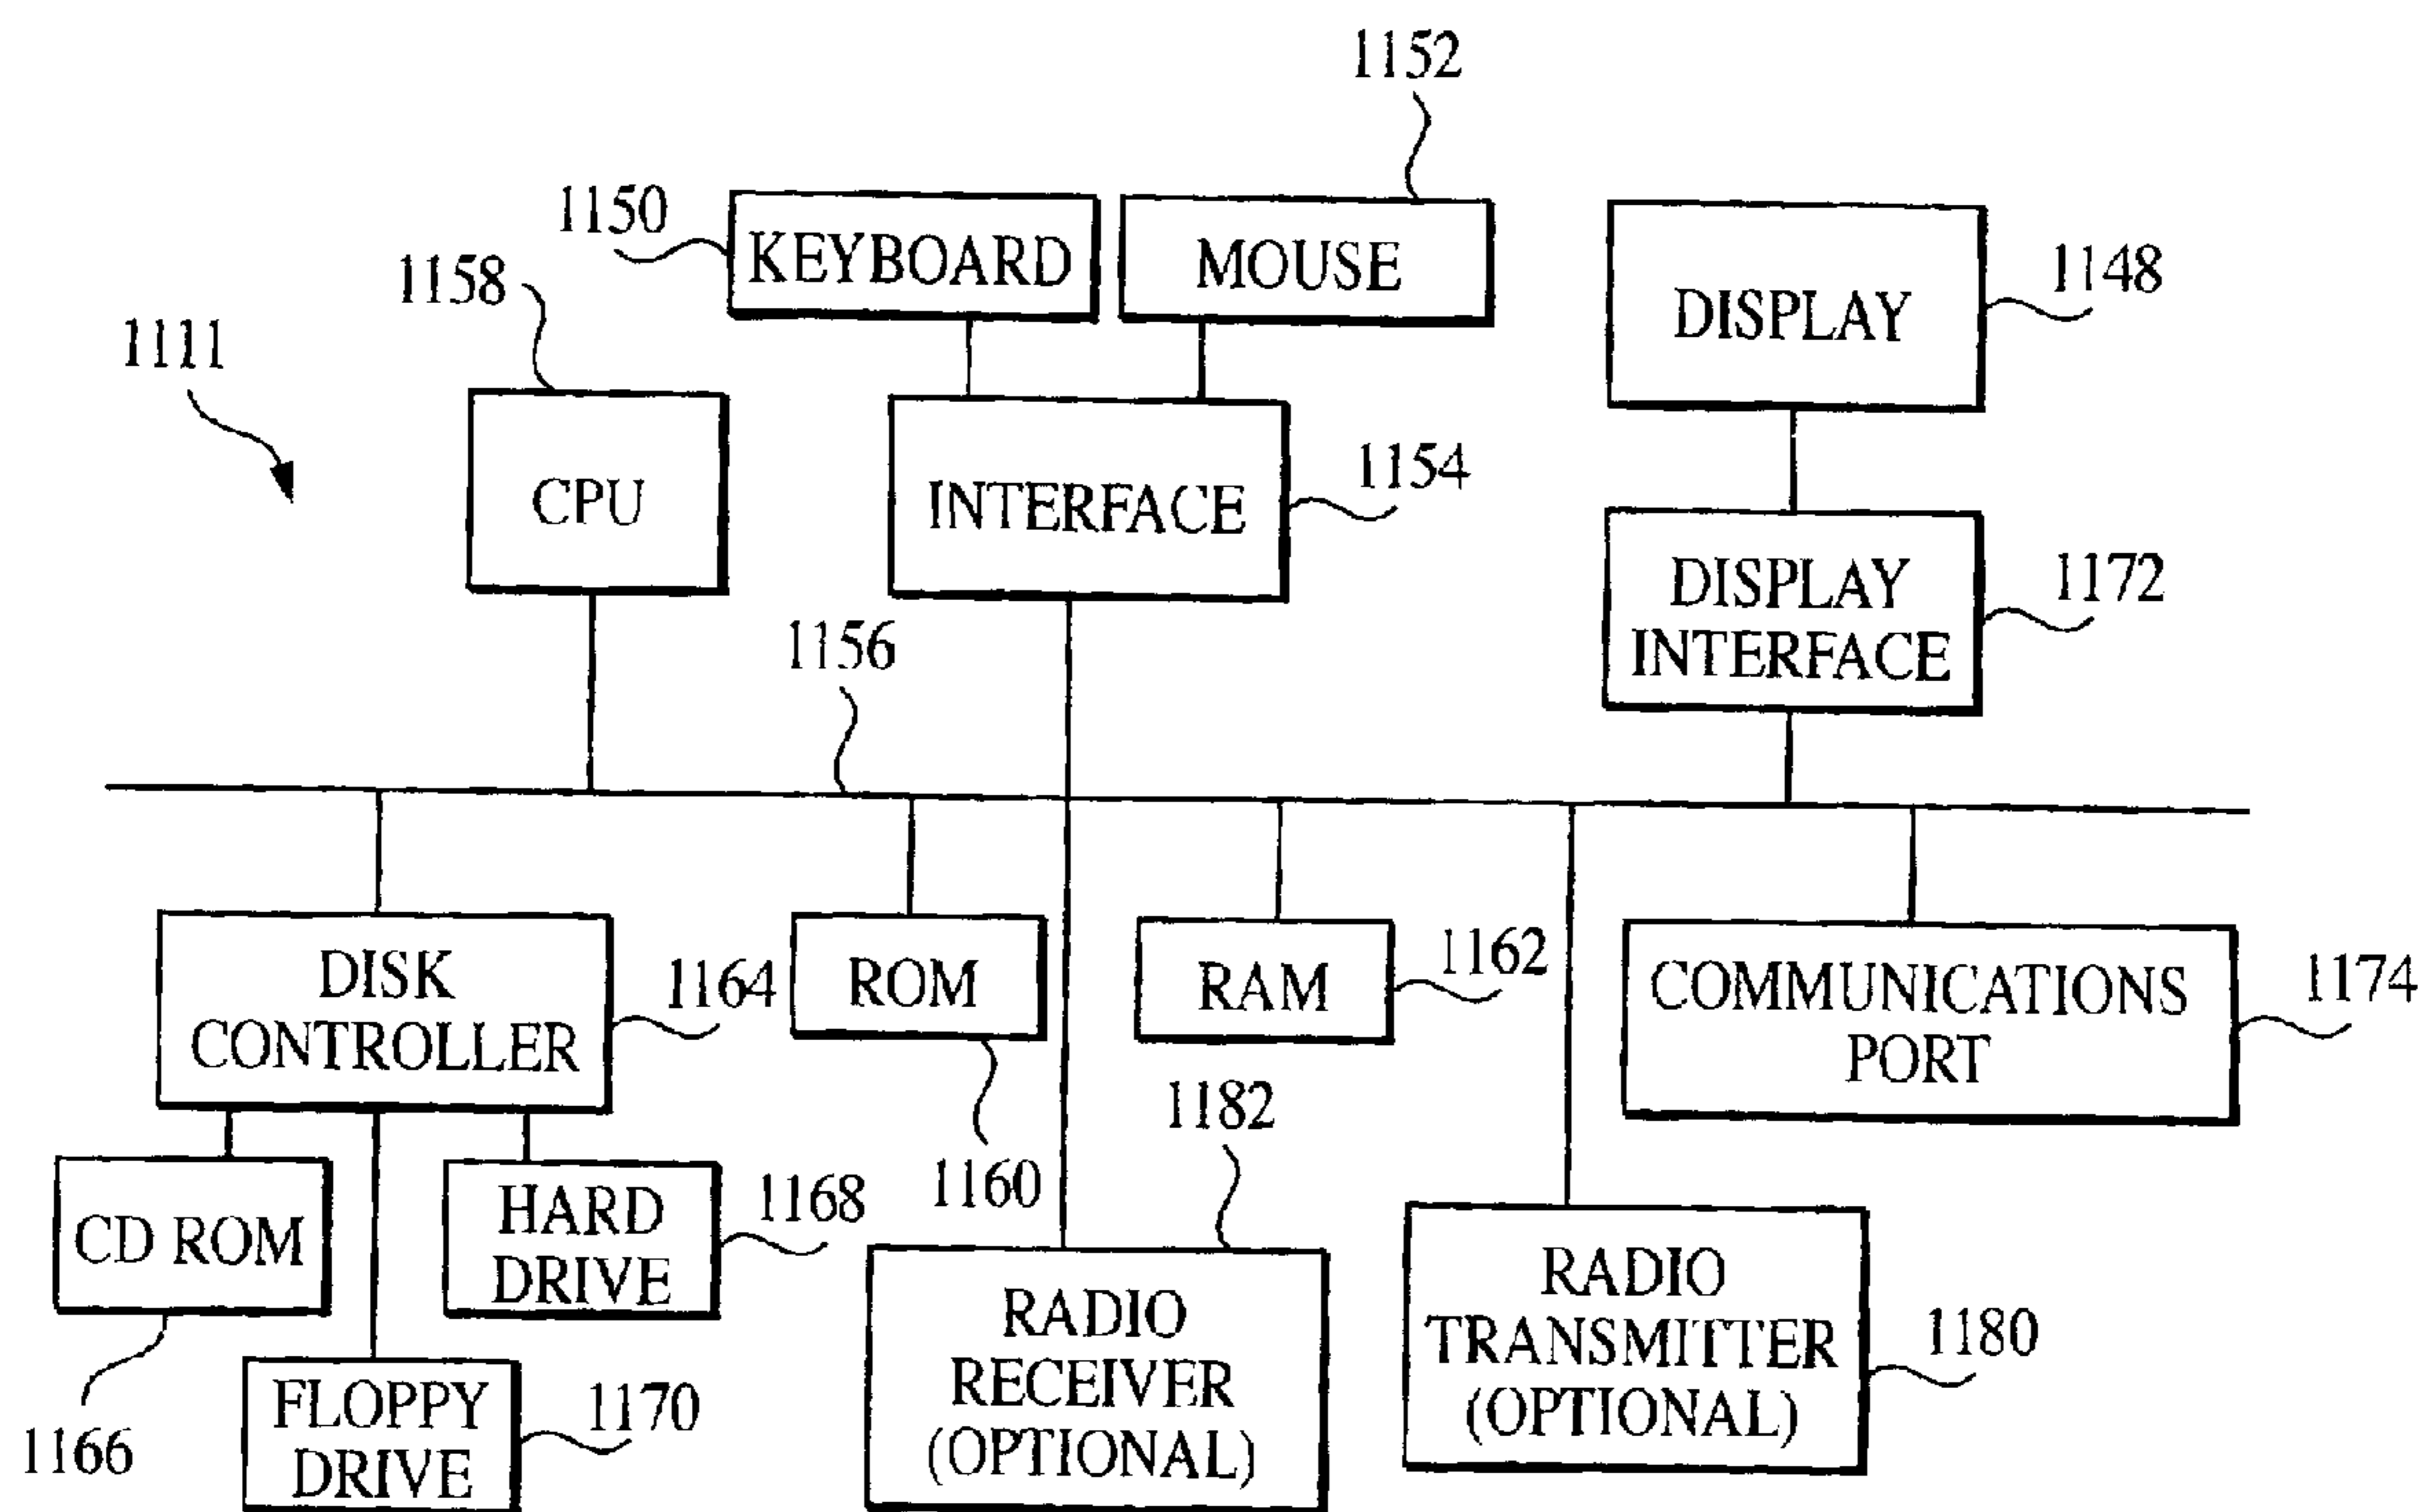 1152
1150
KEYBOARD
MOUSE
1158
1148
DISPLAY
1111
CPU
INTERFACE
1154
DISPLAY
INTERFACE
1172
1156
DISK
CONTROLLER
1164
ROM
RAM
1162
COMMUNICATIONS
PORT
1174
1182
1160
CD ROM
HARD
DRIVE
1168
RADIO
RECEIVER
(OPTIONAL)
RADIO
TRANSMITTER
(OPTIONAL)
1180
1166
FLOPPY
DRIVE
1170